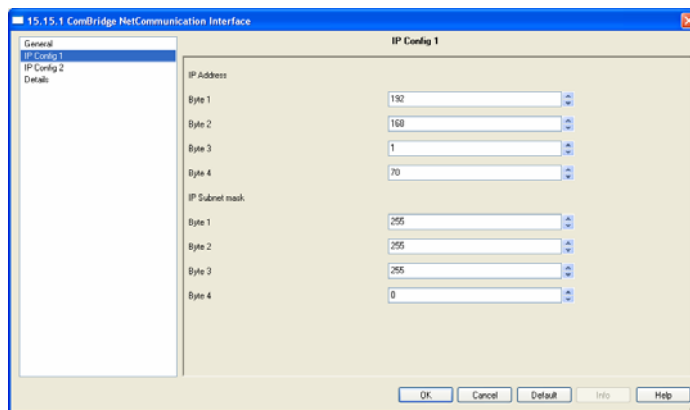 15.15.1 ComBridge NetCommunication Interface
General
IP Config 1
IP Config 2
Details
IP Config 1
IP Address
Byte 1 192
Byte 2 168
Byte 3 1
Byte 4 70
IP Subnet mask
Byte 1 255
Byte 2 255
Byte 3 255
Byte 4 0
OK Cancel Default Info Help